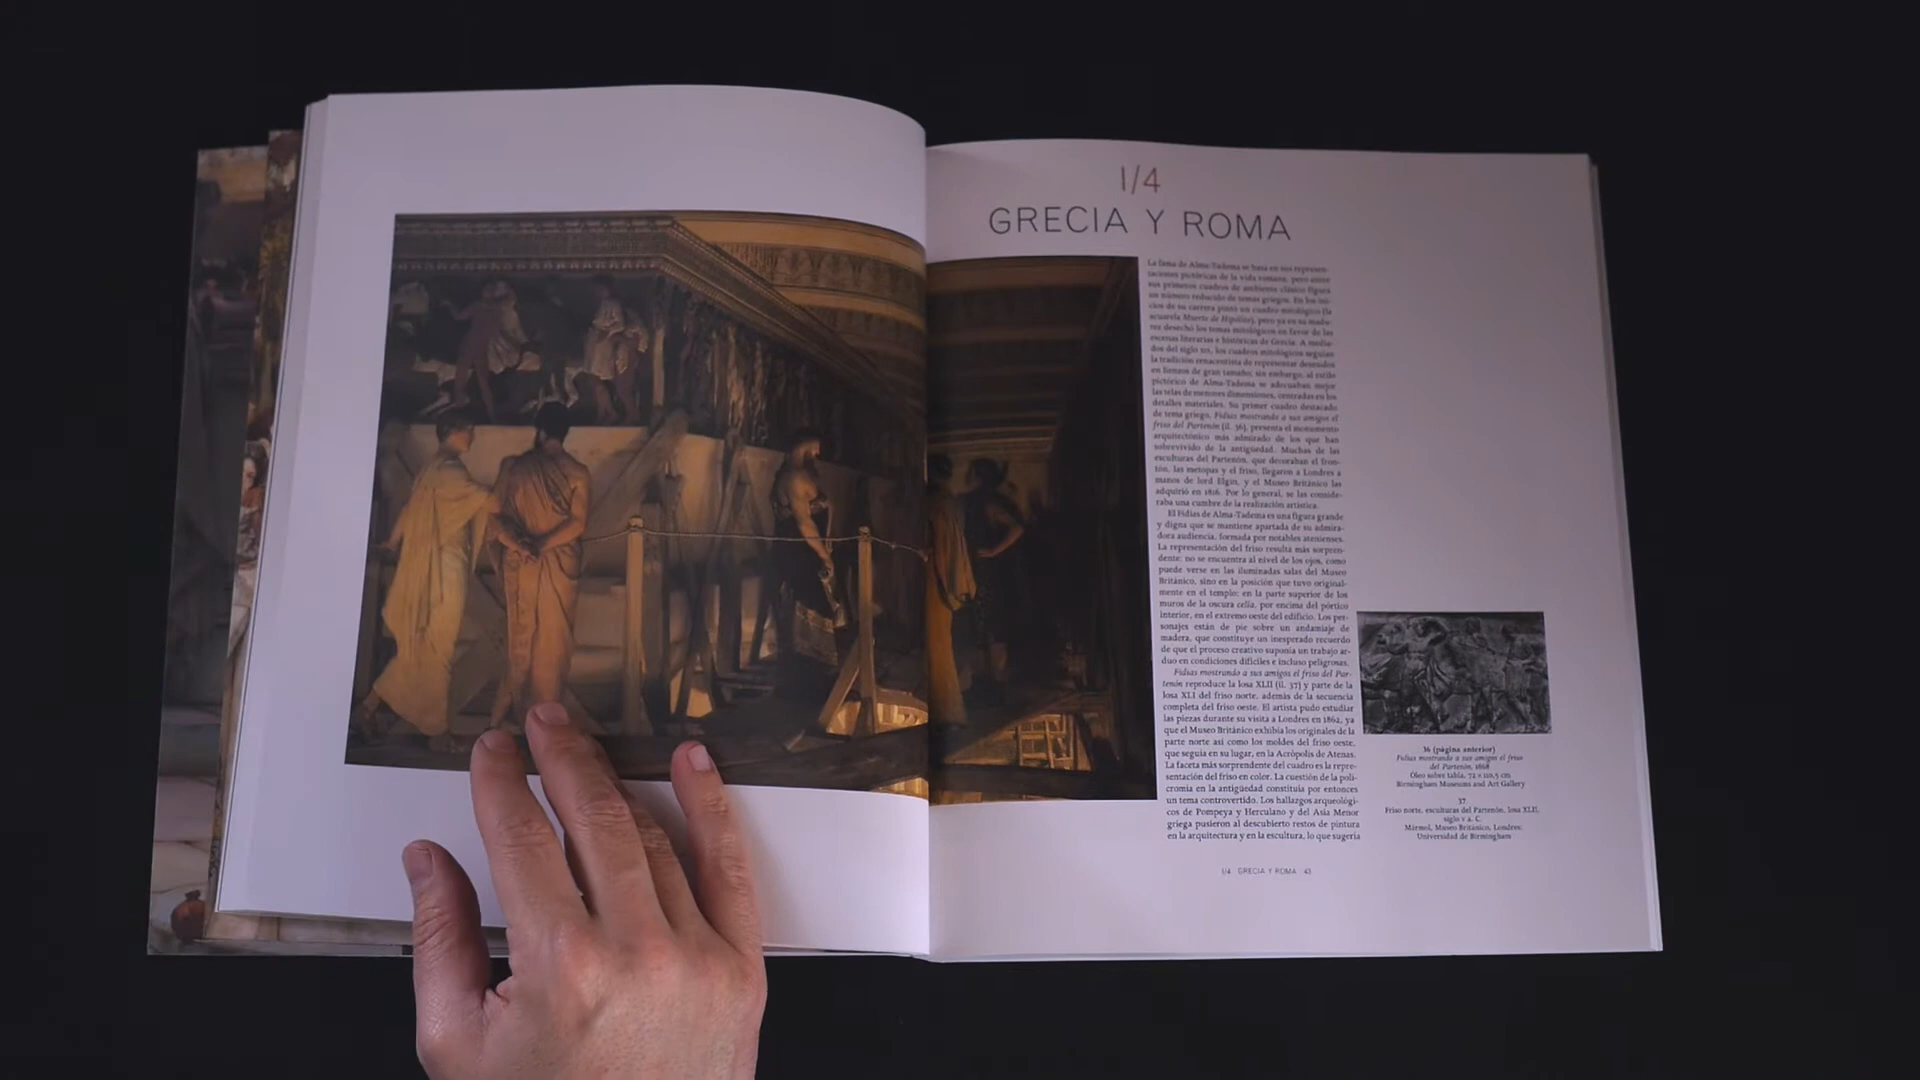 1/4
GRECIA Y ROMA
La fama de Alma-Tadema se basa en sus represen-
taciones pictóricas de la vida romana, pero entre
sus primeros cuadros de ambiente clásico figura
un número reducido de temas griegos. En los ini-
cios de su carrera pintó un cuadro mitológico (la
acuarela Muerte de Hipólito), pero ya en su madu-
rez desechó los temas mitológicos en favor de las
escenas literarias e históricas de Grecia. A media-
dos del siglo XIX, los cuadros mitológicos seguían
la tradición renacentista de representar desnudos
en lienzos de gran tamaño; sin embargo, al estilo
pictórico de Alma-Tadema se adecuaban mejor
las telas de menores dimensiones, centradas en los
detalles materiales. Su primer cuadro destacado
de tema griego, Fidias mostrando a sus amigos el
friso del Partenón (il. 36), presenta el monumento
arquitectónico más admirado de los que han
sobrevivido de la antigüedad. Muchas de las
esculturas del Partenón, que decoraban el fron-
tón, las metopas y el friso, llegaron a Londres a
manos de lord Elgin, y el Museo Británico las
adquirió en 1816. Por lo general, se las conside-
raba una cumbre de la realización artística.
El Fidias de Alma-Tadema es una figura grande
y digna que se mantiene apartada de su admira-
dora audiencia, formada por notables atenienses.
La representación del friso resulta más sorpren-
dente: no se encuentra al nivel de los ojos, como
puede verse en las iluminadas salas del Museo
Británico, sino en la posición que tuvo original-
mente en el templo: en la parte superior de los
muros de la oscura cella, por encima del pórtico
interior, en el extremo oeste del edificio. Los per-
sonajes están de pie sobre un andamiaje de
madera, que constituye un inesperado recuerdo
de que el proceso creativo suponía un trabajo ar-
duo en condiciones difíciles e incluso peligrosas.
Fidias mostrando a sus amigos el friso del Par-
tenón reproduce la losa XLII (il. 37) y parte de la
losa XLI del friso norte, además de la secuencia
completa del friso oeste. El artista pudo estudiar
las piezas durante su visita a Londres en 1862, ya
que el Museo Británico exhibía los originales de la
parte norte así como los moldes del friso oeste,
que seguía en su lugar, en la Acrópolis de Atenas.
La faceta más sorprendente del cuadro es la repre-
sentación del friso en color. La cuestión de la poli-
cromía en la antigüedad constituía por entonces
un tema controvertido. Los hallazgos arqueológi-
cos de Pompeya y Herculano y del Asia Menor
griega pusieron al descubierto restos de pintura
en la arquitectura y en la escultura, lo que sugería
36 (página anterior)
Fidias mostrando a sus amigos el friso
del Partenón, 1868
Óleo sobre tabla, 72 × 110,5 cm
Birmingham Museums and Art Gallery
37
Friso norte, esculturas del Partenón, losa XLII,
siglo V a. C.
Mármol, Museo Británico, Londres;
Universidad de Birmingham
1/4 GRECIA Y ROMA 43